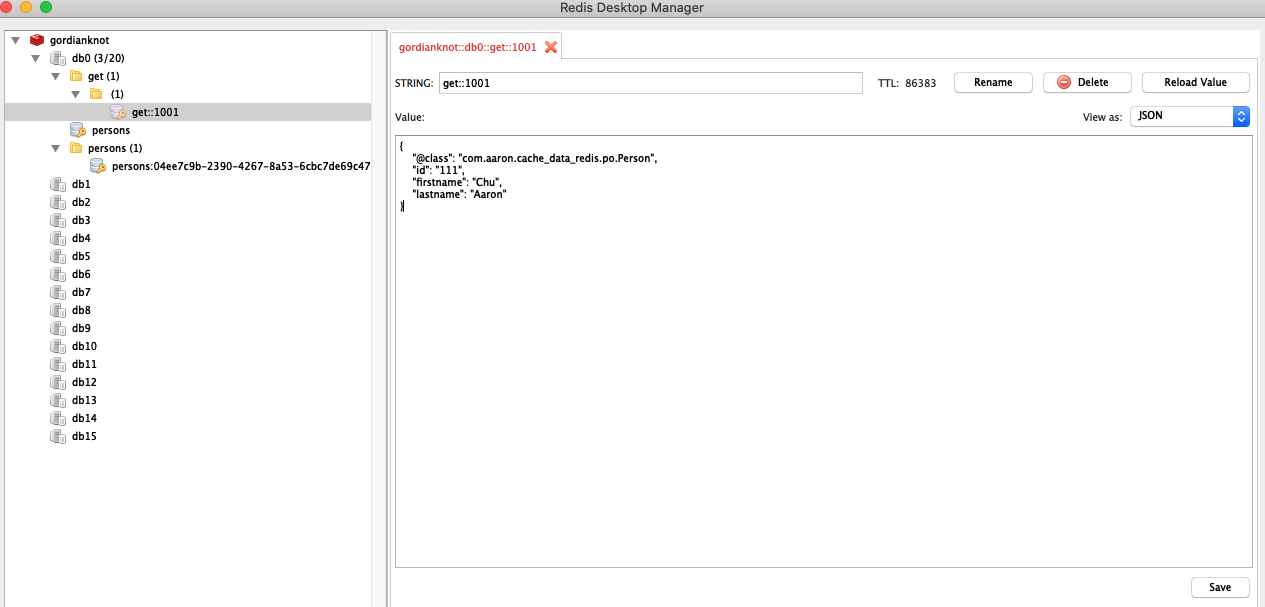 Redis Desktop Manager
gordianknot
db0 (3/20)
get (1)
(1)
get::1001
persons
persons (1)
persons:04ee7c9b-2390-4267-8a53-6cbc7de69c47
db1
db2
db3
db4
db5
db6
db7
db8
db9
db10
db11
db12
db13
db14
db15
gordianknot::db0::get::1001
STRING: get::1001 TTL: 86383 Rename Delete Reload Value
Value: View as: JSON
{
"@class": "com.aaron.cache_data_redis.po.Person",
"id": "111",
"firstname": "Chu",
"lastname": "Aaron"
}
Save